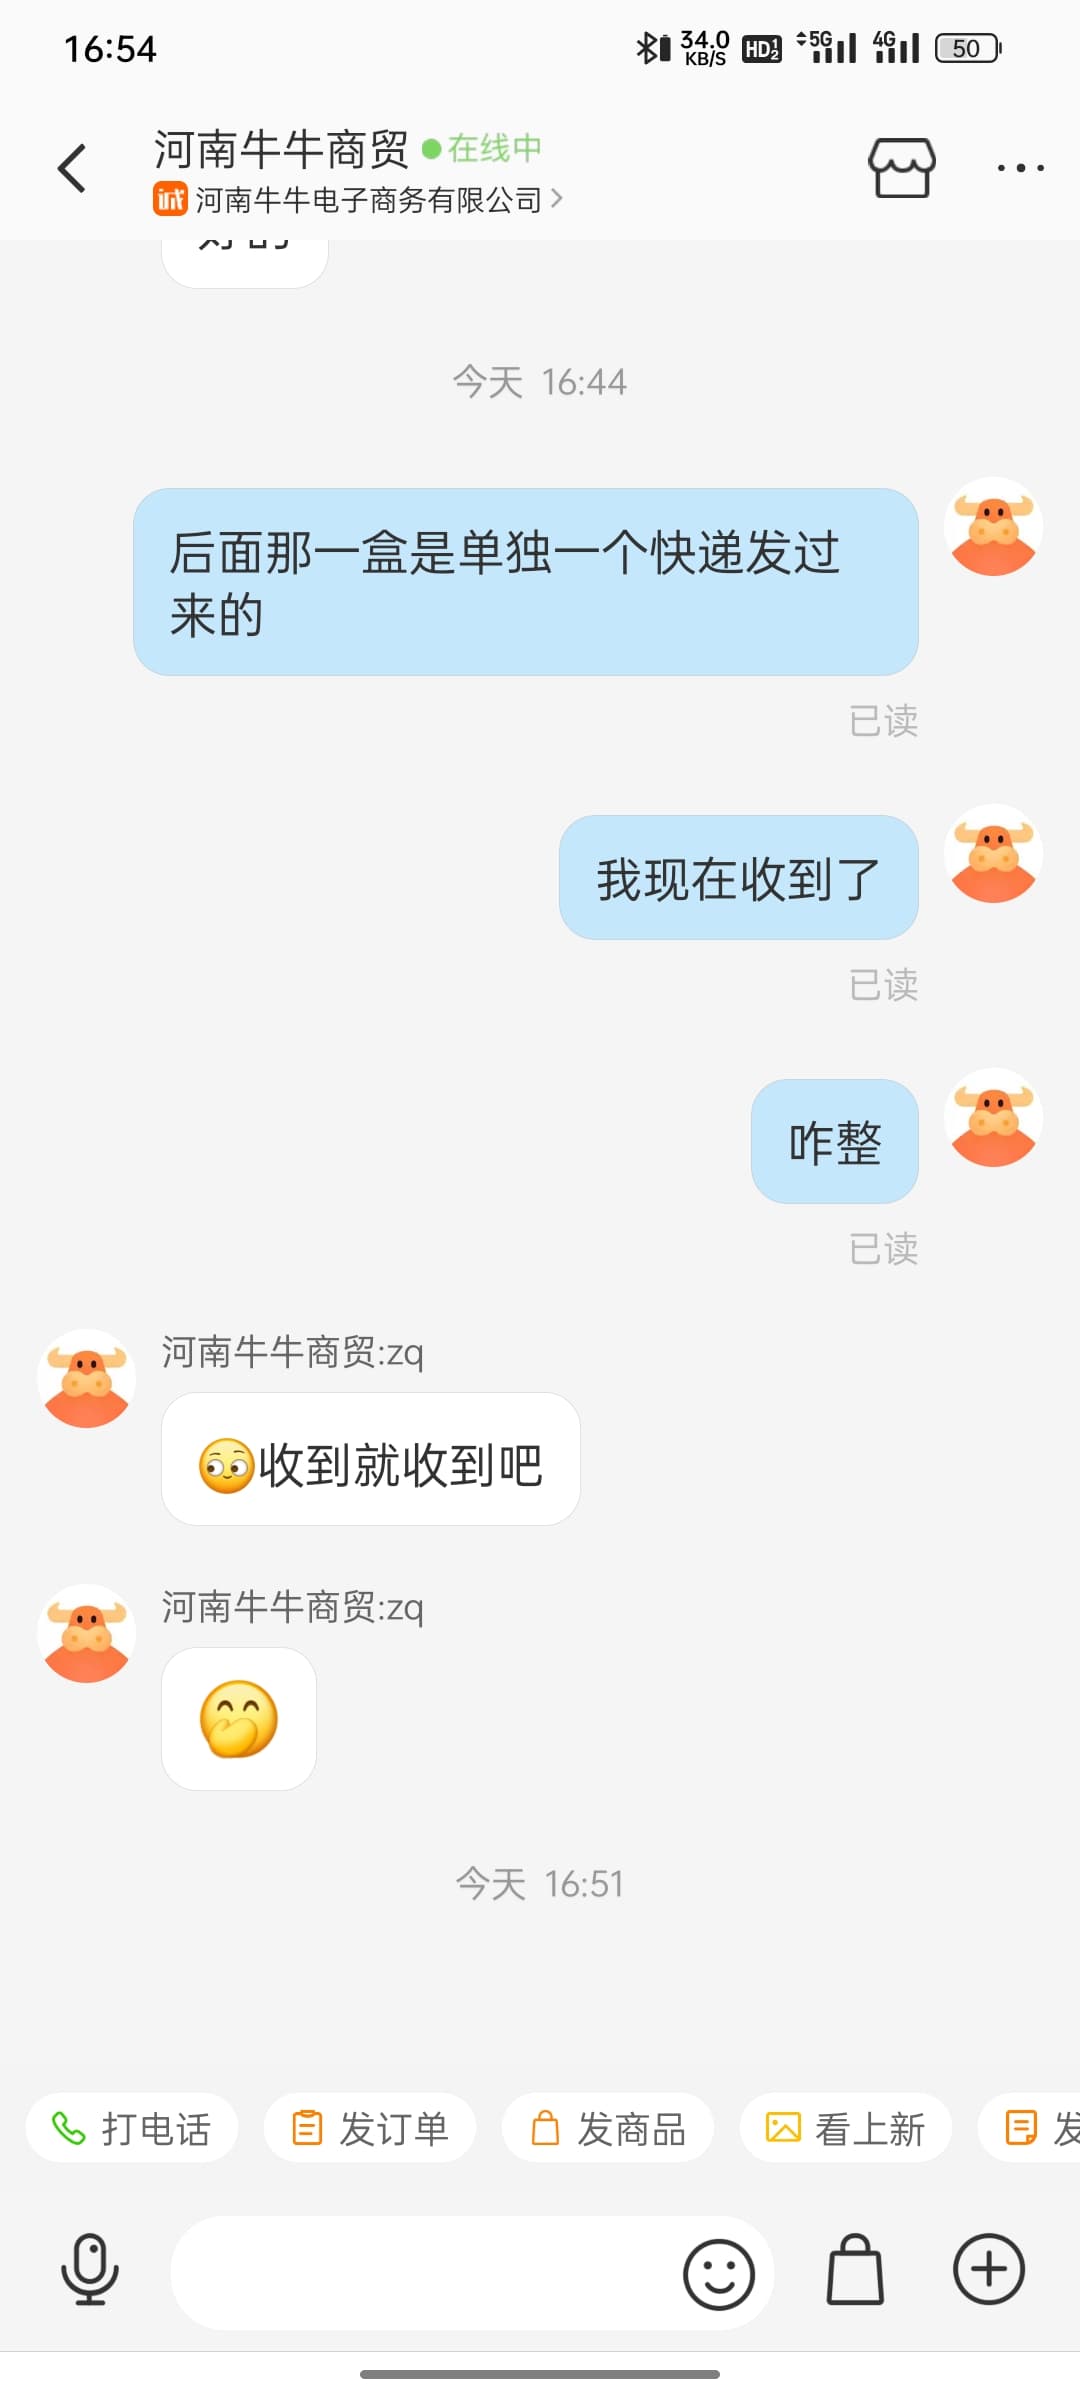 16:54
34.0
KB/S
HD
5G
4G
50
河南牛牛商贸
在线中
诚
河南牛牛电子商务有限公司
今天 16:44
后面那一盒是单独一个快递发过
来的
已读
我现在收到了
已读
咋整
已读
河南牛牛商贸:zq
收到就收到吧
河南牛牛商贸:zq
今天 16:51
打电话
发订单
发商品
看上新
发